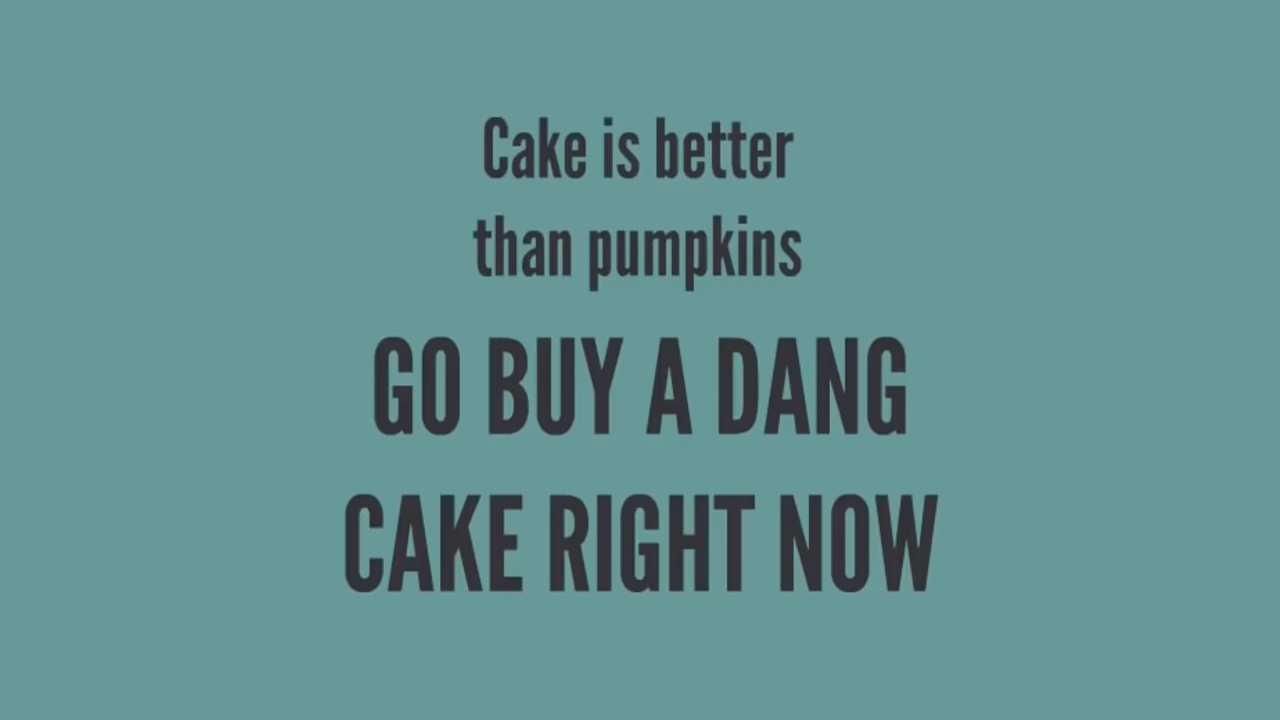 Cake is better
than pumpkins
GO BUY A DANG
CAKE RIGHT NOW